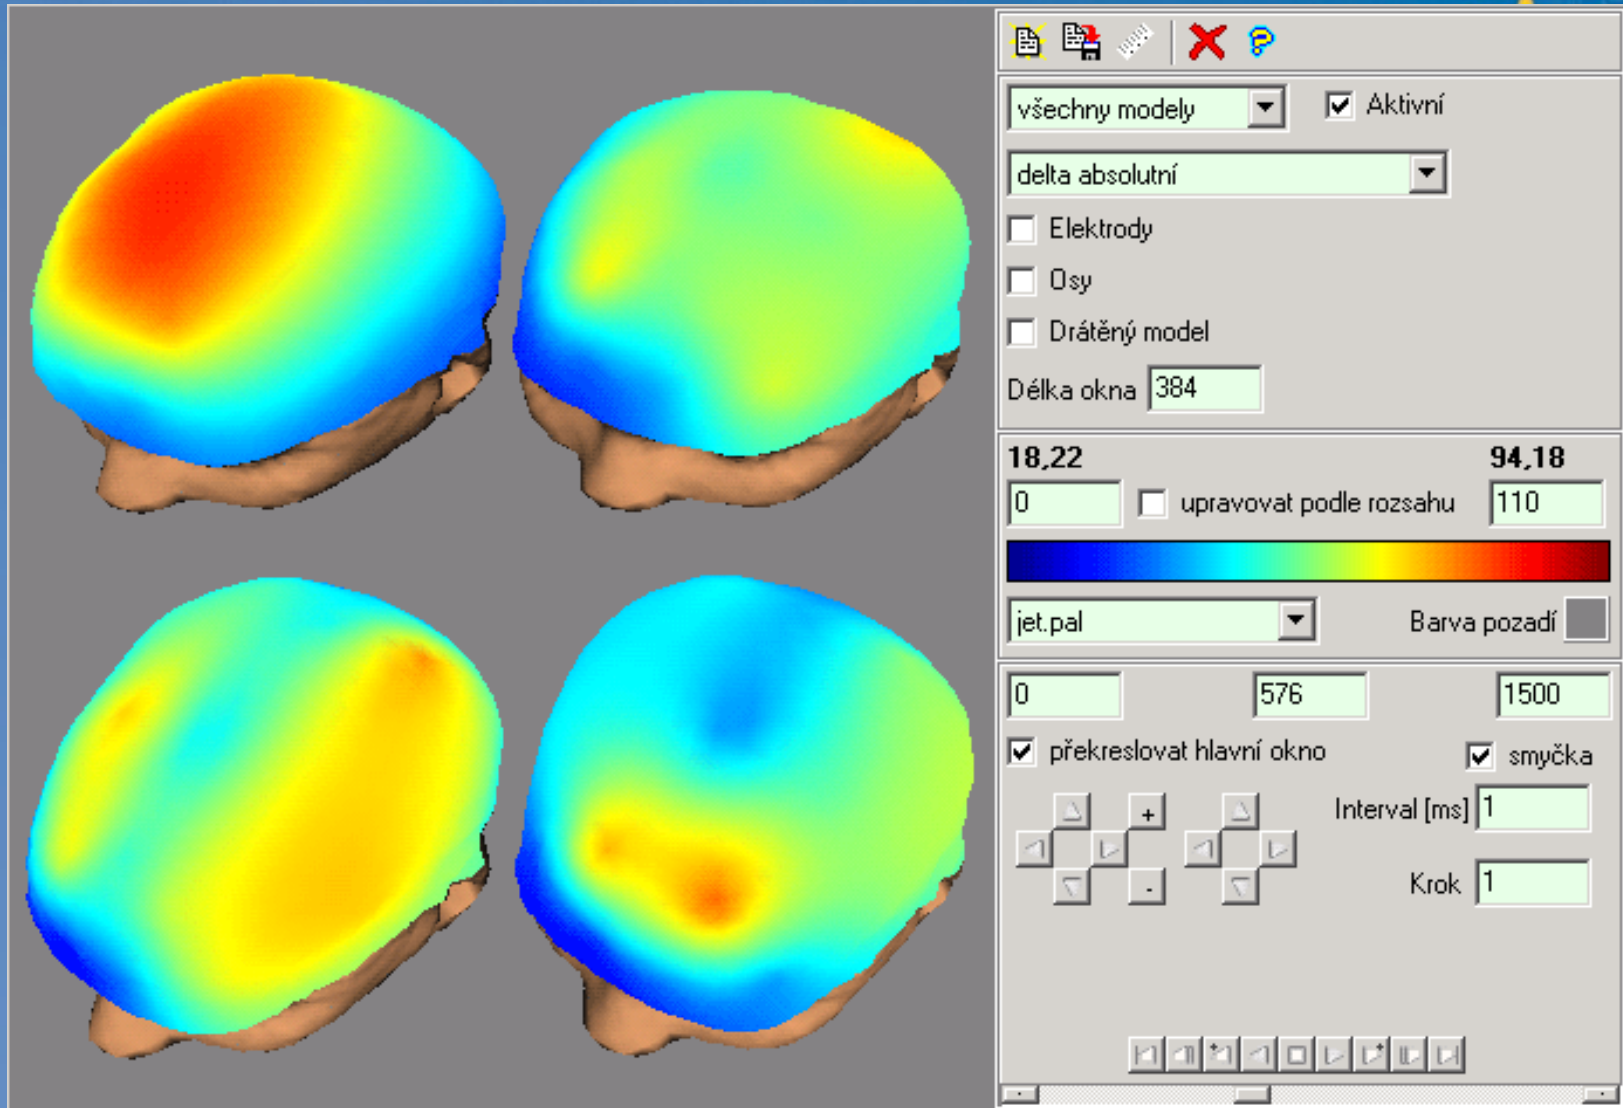 všechny modely
Aktivní
delta absolutní
Elektrody
Osy
Drátěný model
Délka okna 384
18,22 94,18
0 upravovat podle rozsahu 110
jet.pal Barva pozadí
0 576 1500
překreslovat hlavní okno smyčka
+ Interval [ms] 1
- Krok 1